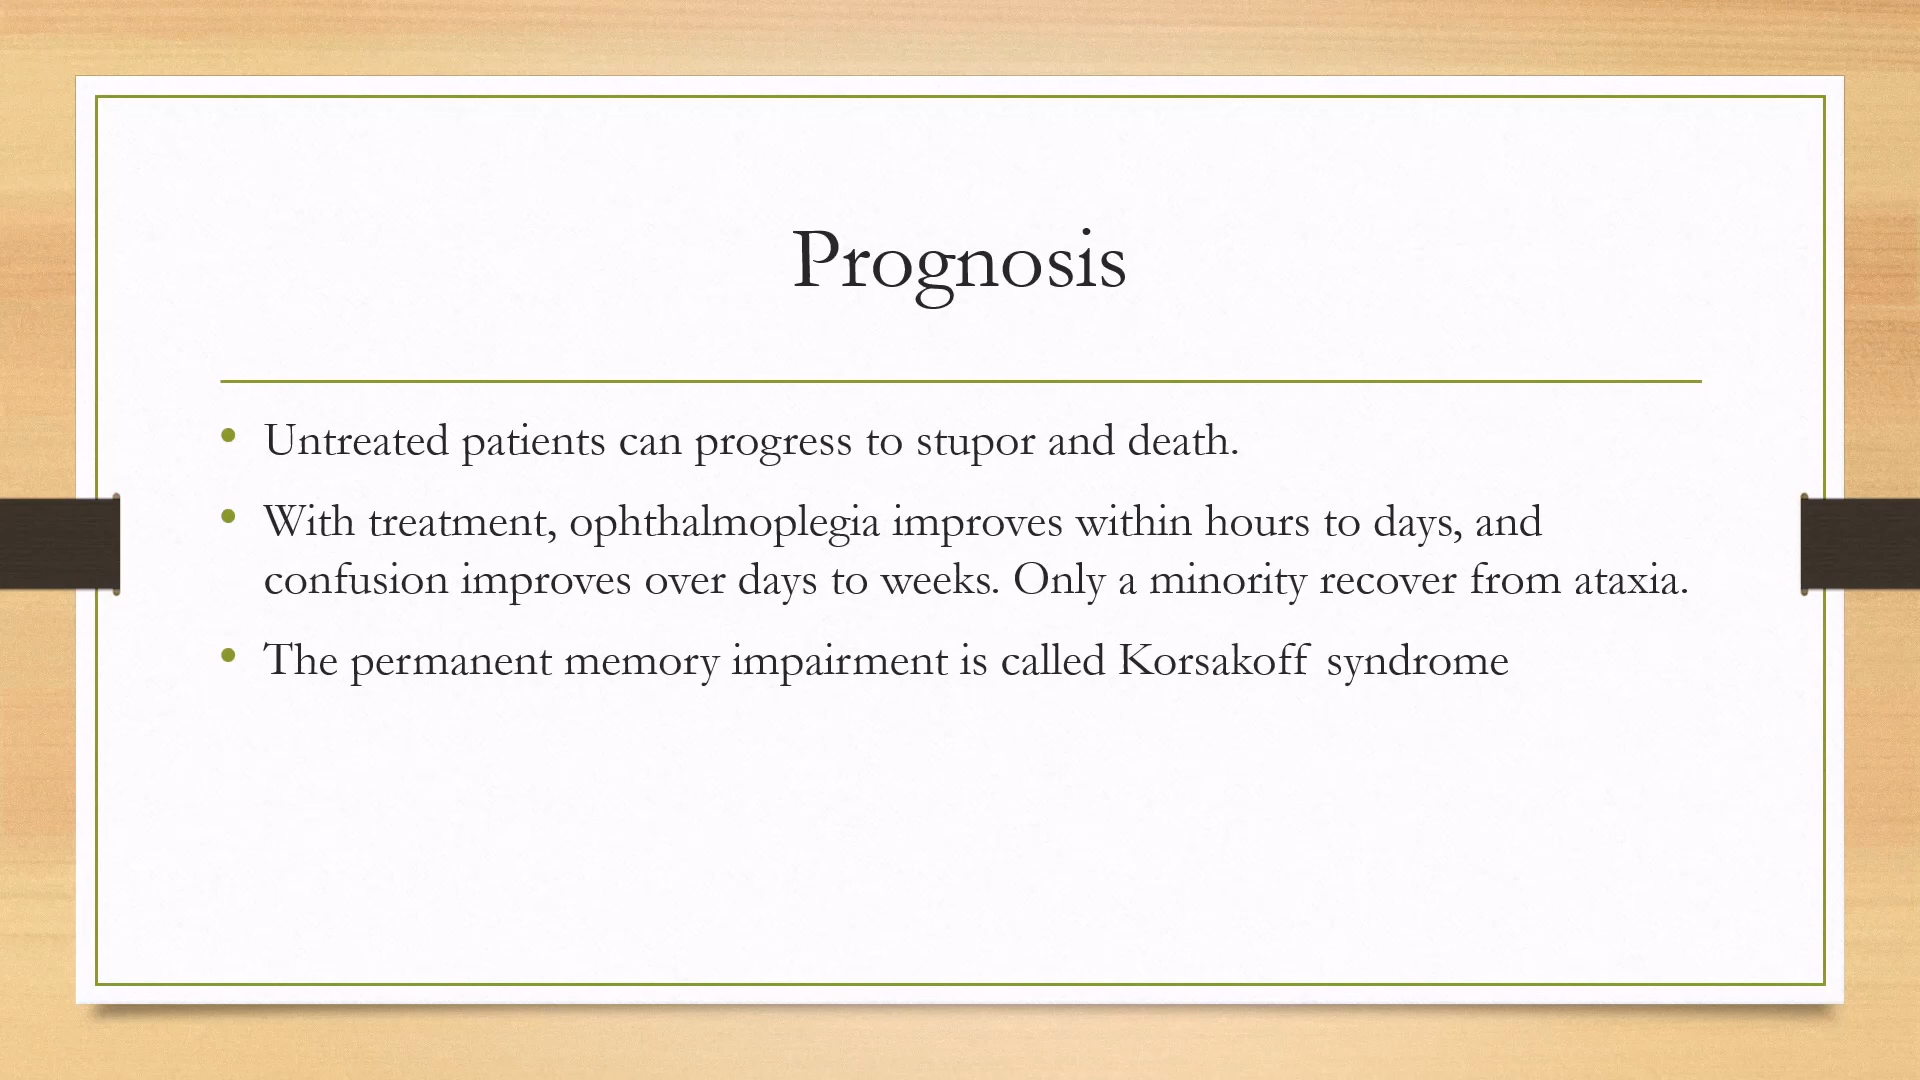 Prognosis
• Untreated patients can progress to stupor and death.
• With treatment, ophthalmoplegia improves within hours to days, and
confusion improves over days to weeks. Only a minority recover from ataxia.
• The permanent memory impairment is called Korsakoff syndrome